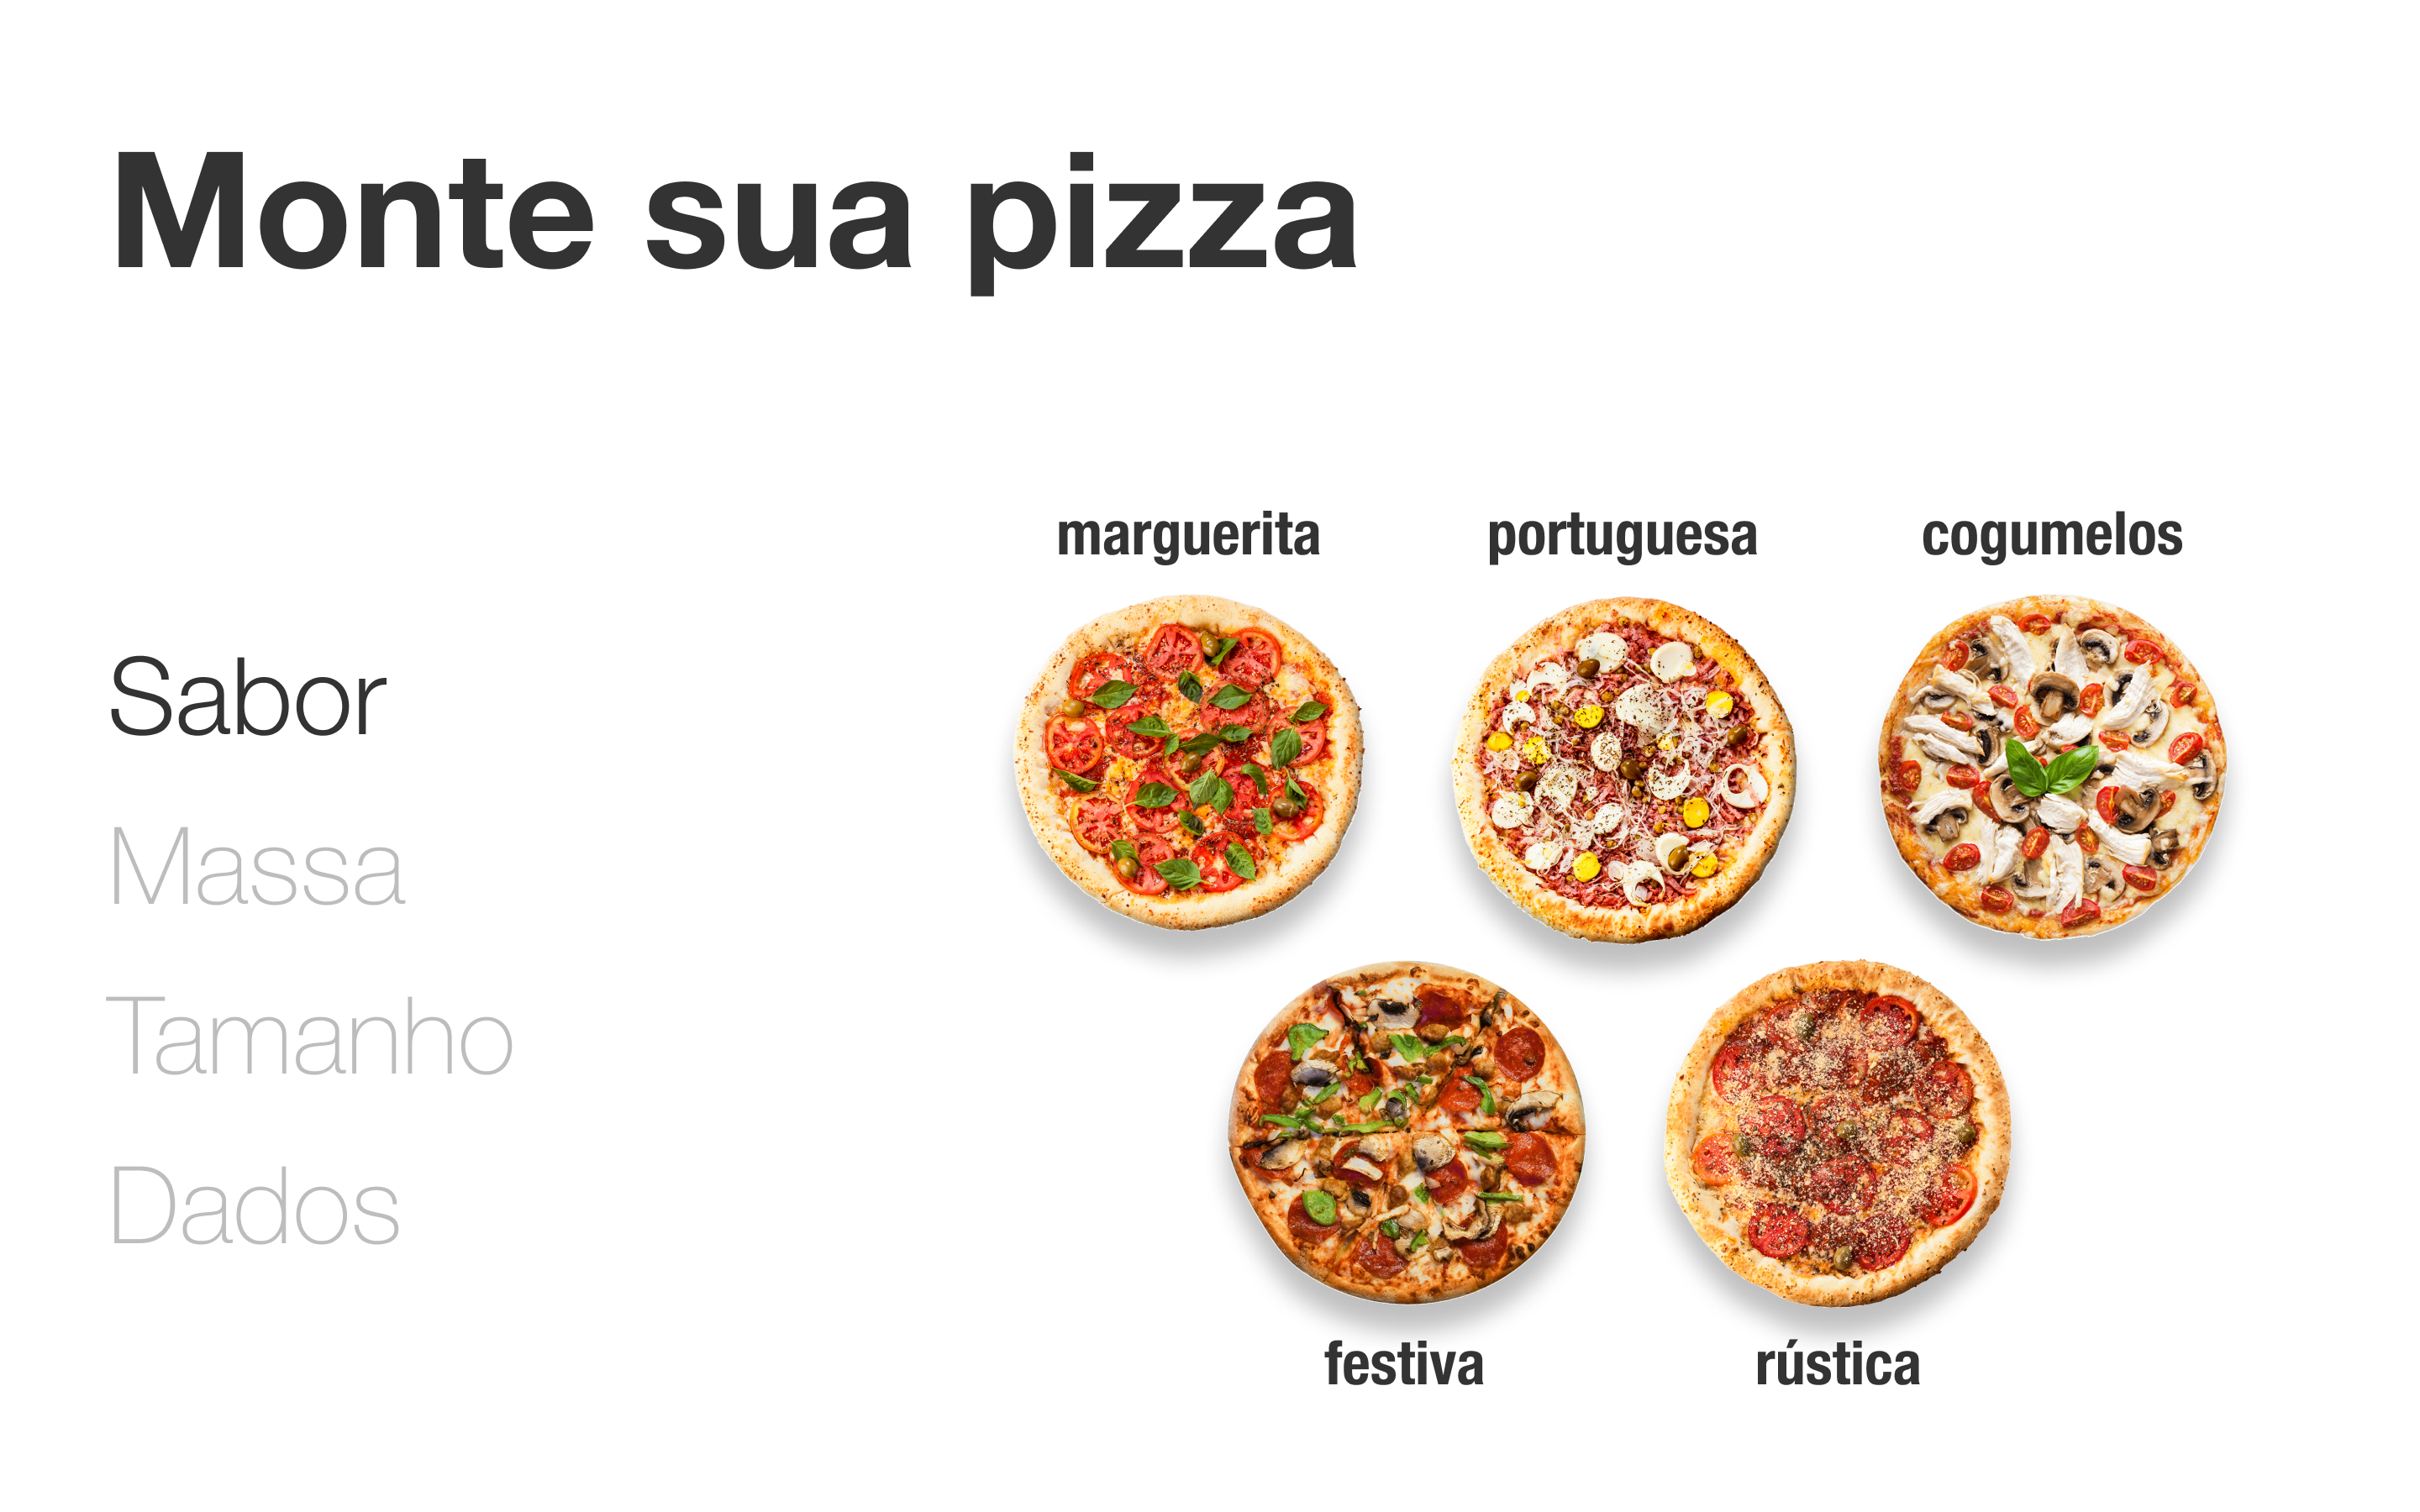 Monte sua pizza
marguerita portuguesa cogumelos
Sabor
Massa
Tamanho
Dados
festiva rústica